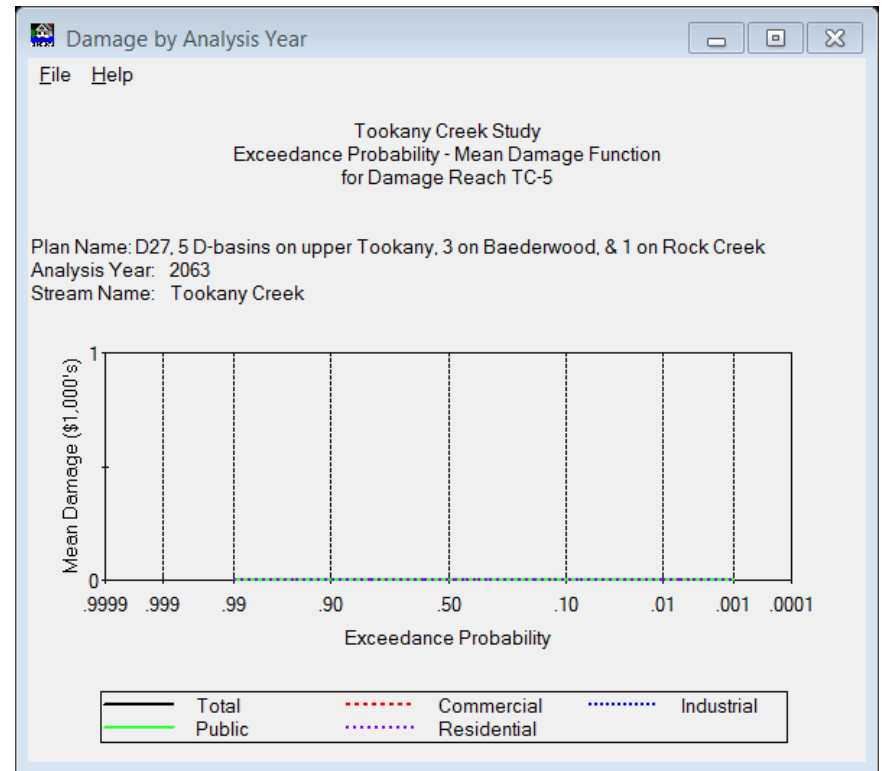 Damage by Analysis Year
File Help
Tookany Creek Study
Exceedance Probability - Mean Damage Function
for Damage Reach TC-5
Plan Name: D27, 5 D-basins on upper Tookany, 3 on Baederwood, & 1 on Rock Creek
Analysis Year: 2063
Stream Name: Tookany Creek
Mean Damage ($1,000's)
1
0
.9999 .999 .99 .90 .50 .10 .01 .001 .0001
Exceedance Probability
Total Commercial Industrial
Public Residential